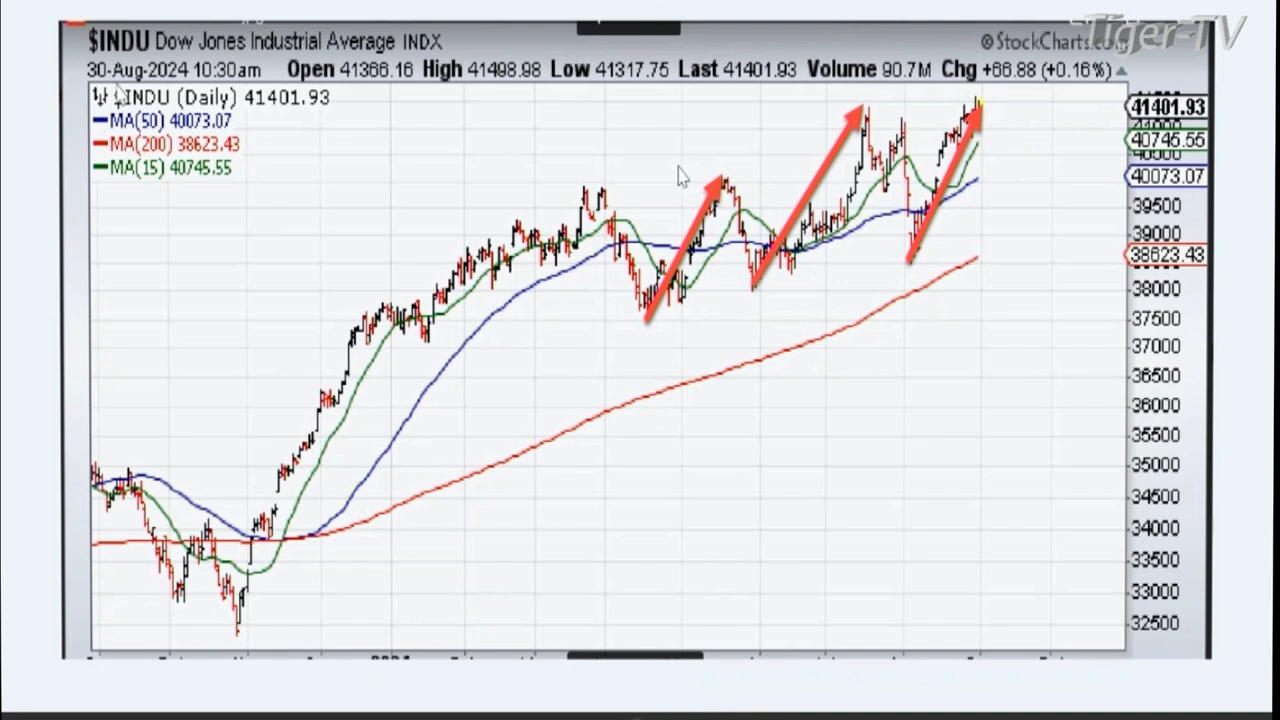 Tiger-TV
$INDU Dow Jones Industrial Average INDX
@StockCharts.com
30-Aug-2024 10:30am Open 41366.16 High 41498.98 Low 41317.75 Last 41401.93 Volume 90.7M Chg +66.88 (+0.16%)
$INDU (Daily) 41401.93
MA(50) 40073.07
MA(200) 38623.43
MA(15) 40745.55
41401.93
40745.55
40073.07
39500
39000
38623.43
38000
37500
37000
36500
36000
35500
35000
34500
34000
33500
33000
32500